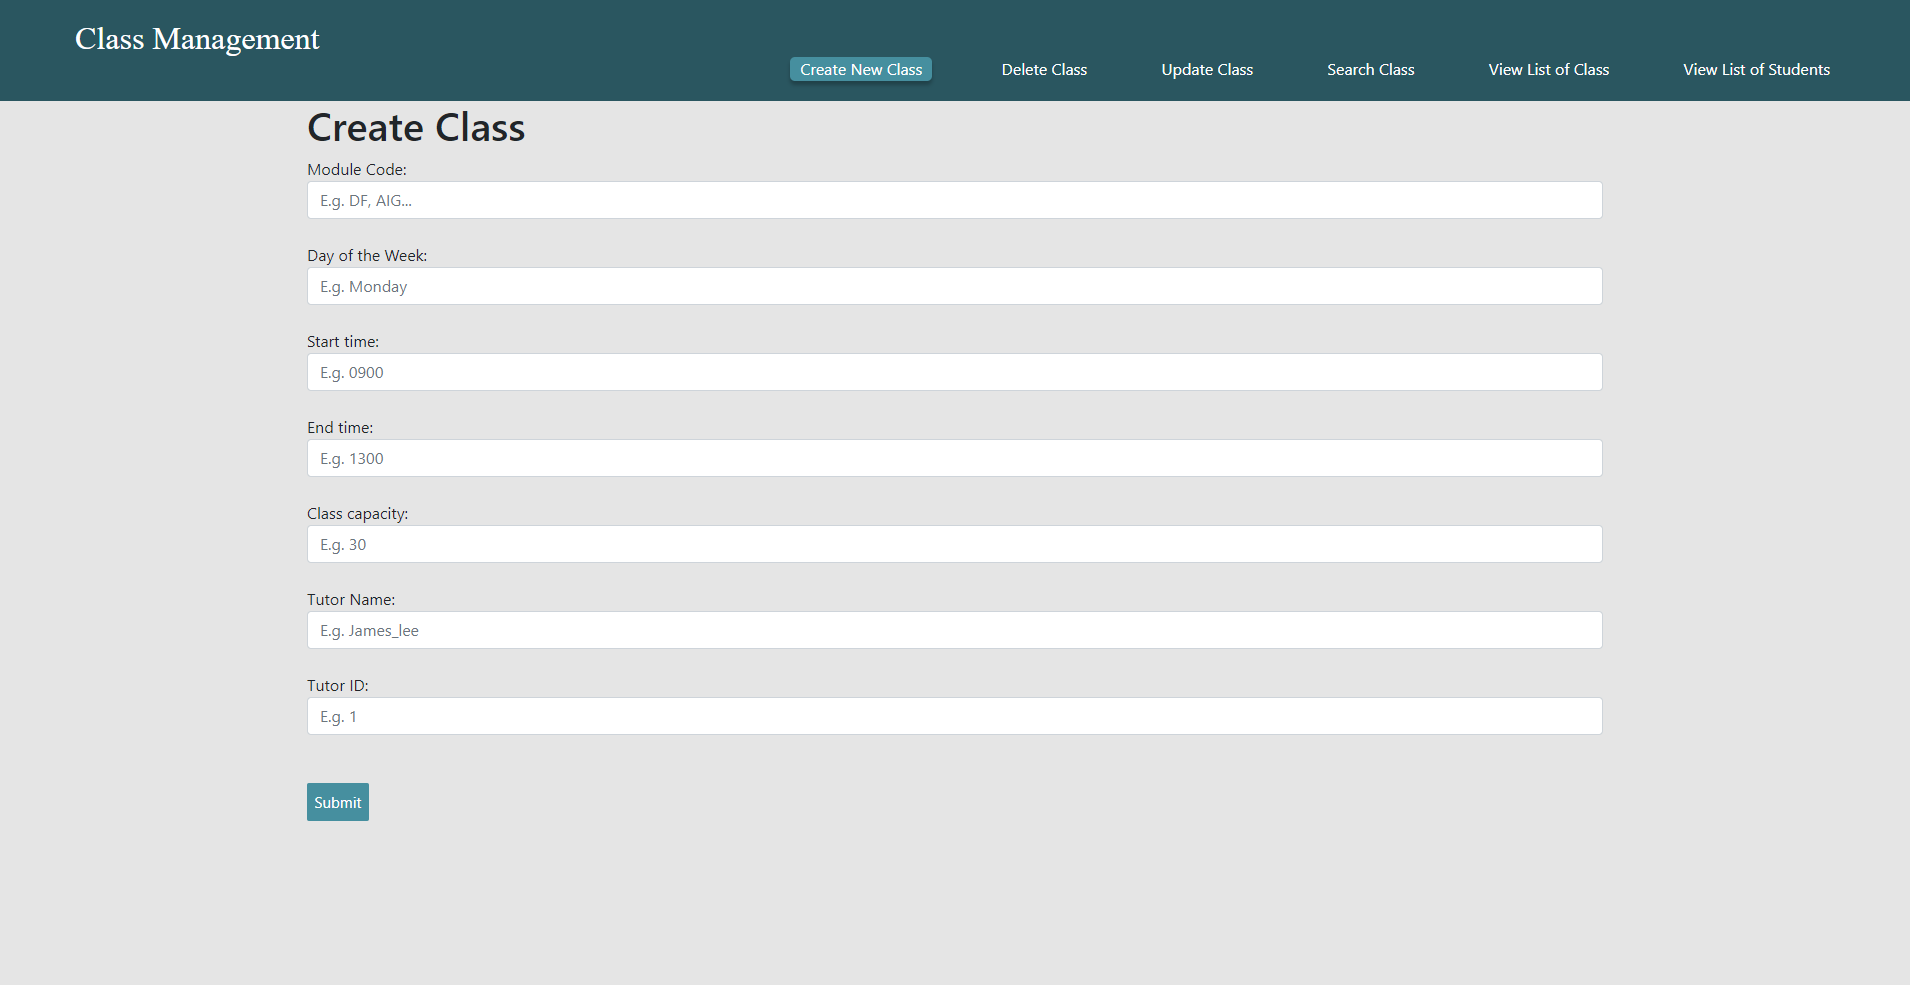 Class Management
Create New Class Delete Class Update Class Search Class View List of Class View List of Students
Create Class
Module Code:
E.g. DF, AIG...
Day of the Week:
E.g. Monday
Start time:
E.g. 0900
End time:
E.g. 1300
Class capacity:
E.g. 30
Tutor Name:
E.g. James_lee
Tutor ID:
E.g. 1
Submit